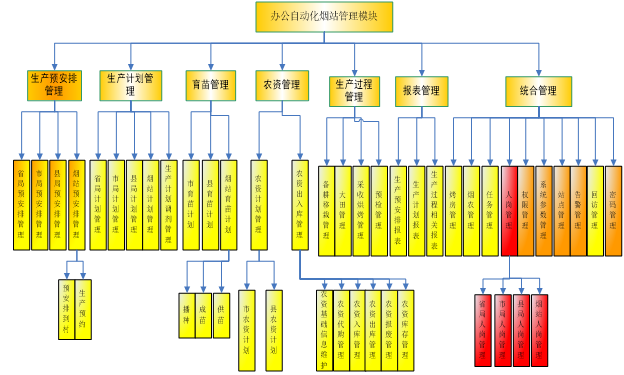 办公自动化烟站管理模块
生产预安排
管理
生产计划管
理
育苗管理
农资管理
生产过程
管理
报表管理
统合管理
省局预安排管理
市局预安排管理
县局预安排管理
烟站预安排管理
省局计划管理
市局计划管理
县局计划管理
烟站计划管理
生产计划调剂管理
市育苗计划
县育苗计划
烟站育苗计划
农资计划管理
农资出入库管理
备耕移栽管理
大田管理
采收烘烤管理
预检管理
生产预安排报表
生产计划报表
生产过程相关报表
烤房管理
烟农管理
任务管理
人岗管理
权限管理
系统参数管理
站点管理
告警管理
回访管理
密码管理
预安排到村
生产预约
播种
成苗
供苗
市农资计划
县农资计划
农资基础信息维护
农资代购管理
农资入库管理
农资出库管理
农资报废管理
农资库存管理
省局人岗管理
市局人岗管理
县局人岗管理
烟站人岗管理